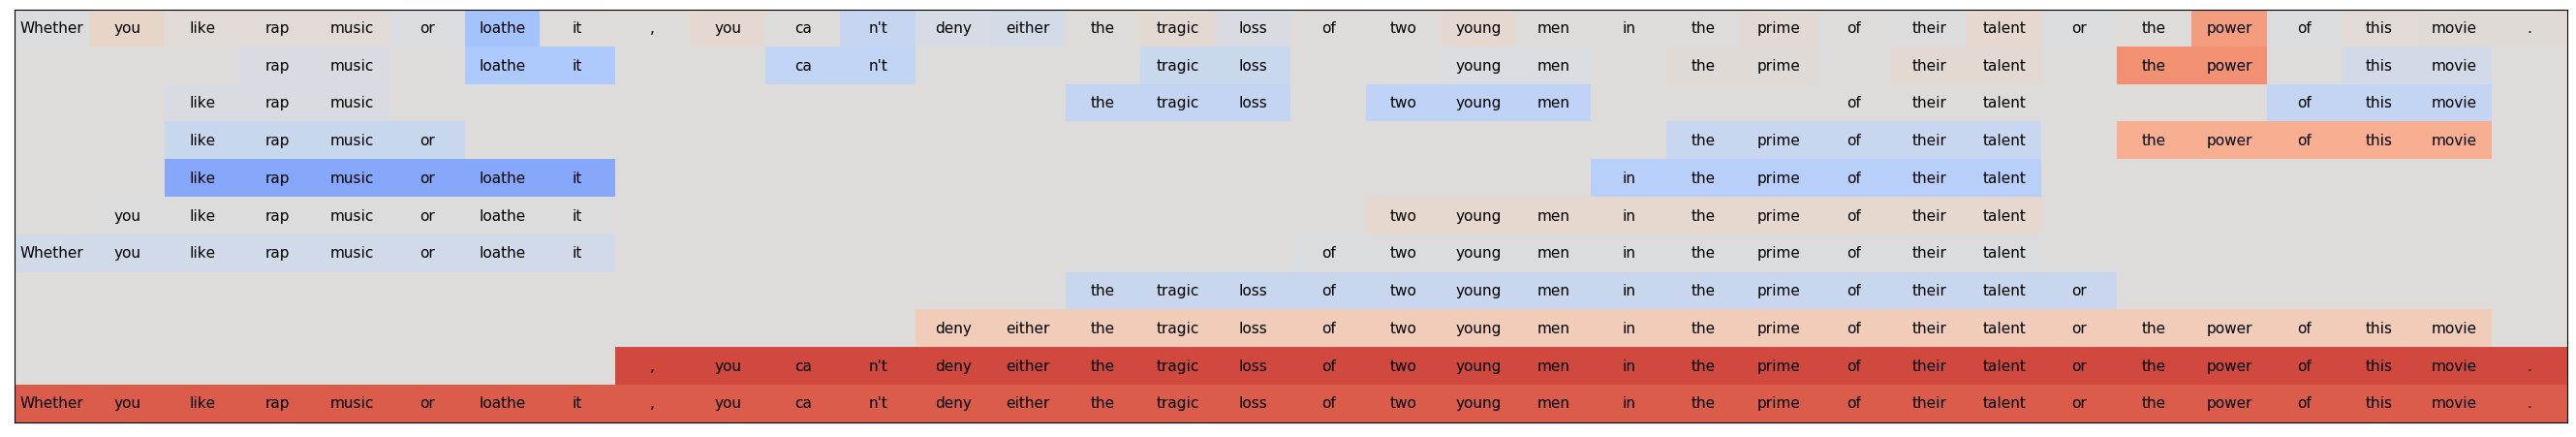 Whether you like rap music or loathe it , you ca n't deny either the tragic loss of two young men in the prime of their talent or the power of this movie .
rap music loathe it ca n't tragic loss young men the prime their talent the power this movie
like rap music the tragic loss two young men of their talent of this movie
like rap music or the prime of their talent the power of this movie
like rap music or loathe it in the prime of their talent
you like rap music or loathe it two young men in the prime of their talent
Whether you like rap music or loathe it of two young men in the prime of their talent
the tragic loss of two young men in the prime of their talent or
deny either the tragic loss of two young men in the prime of their talent or the power of this movie
, you ca n't deny either the tragic loss of two young men in the prime of their talent or the power of this movie .
Whether you like rap music or loathe it , you ca n't deny either the tragic loss of two young men in the prime of their talent or the power of this movie .